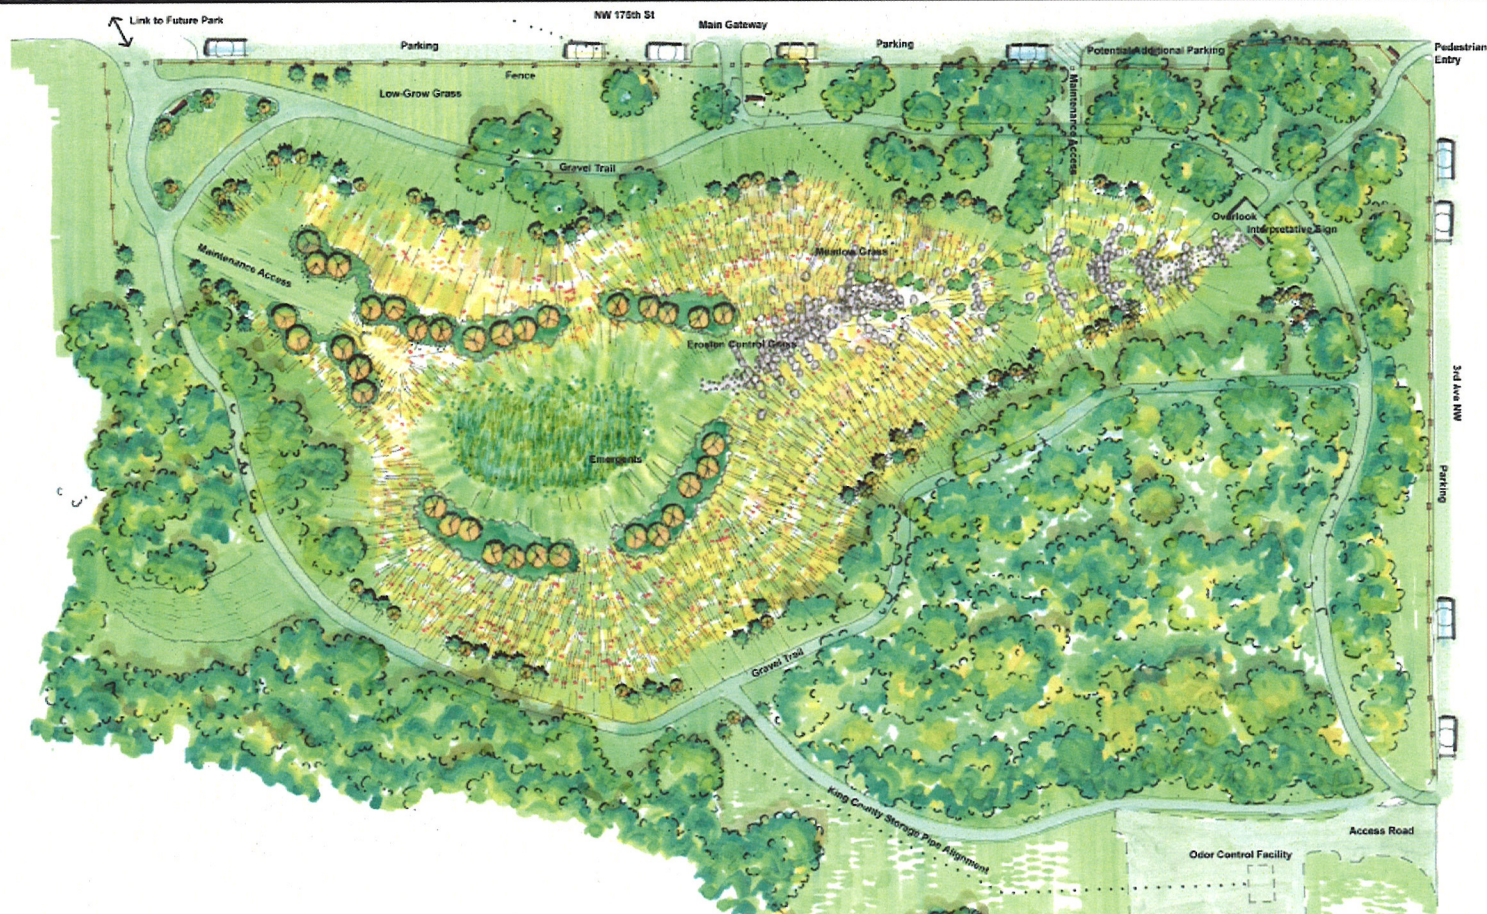 Link to Future Park
NW 175th St
Main Gateway
Parking
Parking
Potential Additional Parking
Pedestrian
Entry
Fence
Low-Grow Grass
Maintenance Access
Gravel Trail
Overlook
Interpretative Sign
Maintenance Access
Meadow Grass
Erosion Control Grass
3rd Ave NW
Emergents
Parking
Gravel Trail
King County Storage Pipe Alignment
Access Road
Odor Control Facility